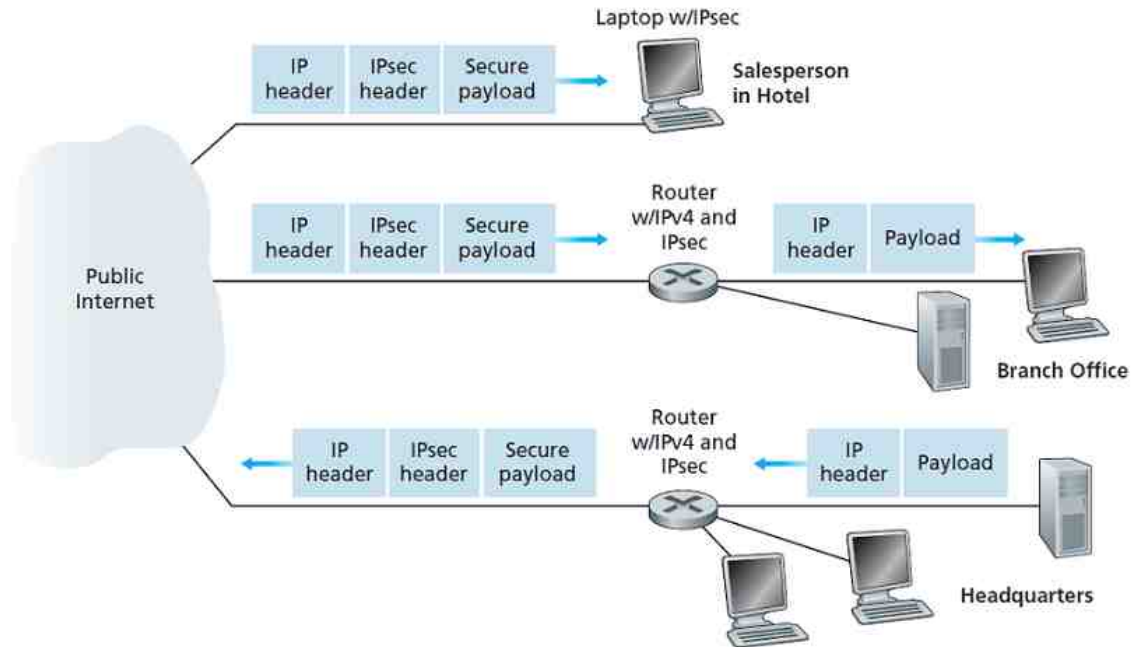 Laptop w/IPsec
IP
header
IPsec
header
Secure
payload
Salesperson
in Hotel
Public
Internet
IP
header
IPsec
header
Secure
payload
Router
w/IPv4 and
IPsec
IP
header
Payload
Branch Office
IP
header
IPsec
header
Secure
payload
Router
w/IPv4 and
IPsec
IP
header
Payload
Headquarters